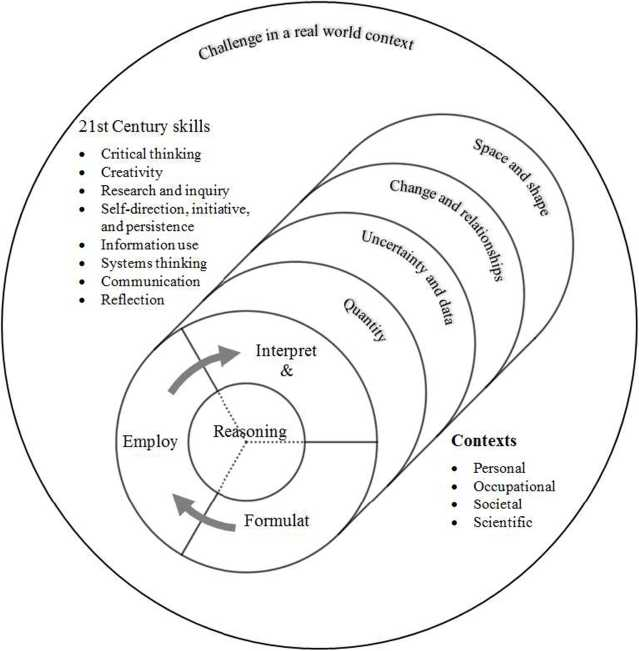 Challenge in a real world context
21st Century skills
• Critical thinking
• Creativity
• Research and inquiry
• Self-direction, initiative,
and persistence
• Information use
• Systems thinking
• Communication
• Reflection
Space and shape
Change and relationships
Uncertainty and data
Quantity
Interpret
&
Reasoning
Employ
Formulat
Contexts
• Personal
• Occupational
• Societal
• Scientific